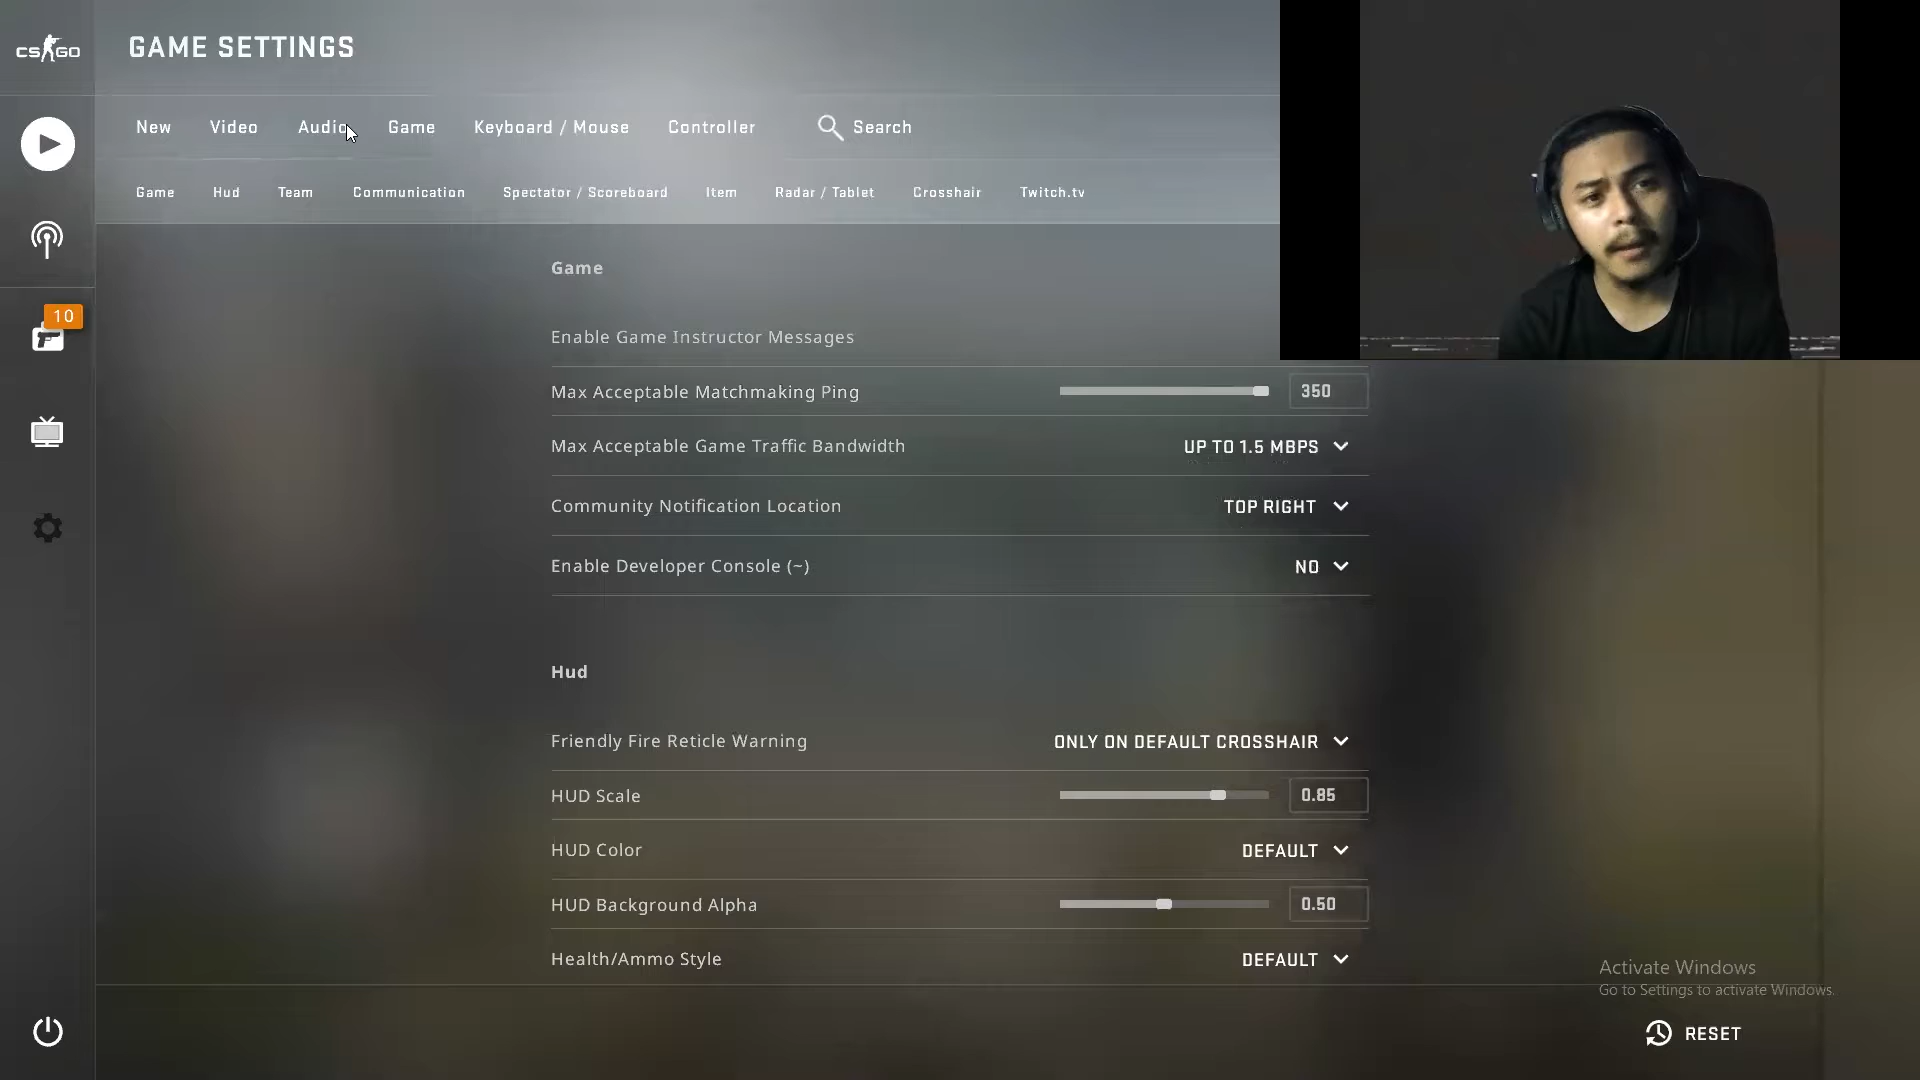 CS GO
GAME SETTINGS
New Video Audio Game Keyboard / Mouse Controller Search
Game Hud Team Communication Spectator / Scoreboard Item Radar / Tablet Crosshair Twitch.tv
10
Game
Enable Game Instructor Messages
Max Acceptable Matchmaking Ping 350
Max Acceptable Game Traffic Bandwidth UP TO 1.5 MBPS
Community Notification Location TOP RIGHT
Enable Developer Console (~) NO
Hud
Friendly Fire Reticle Warning ONLY ON DEFAULT CROSSHAIR
HUD Scale 0.85
HUD Color DEFAULT
HUD Background Alpha 0.50
Health/Ammo Style DEFAULT
Activate Windows
Go to Settings to activate Windows.
RESET